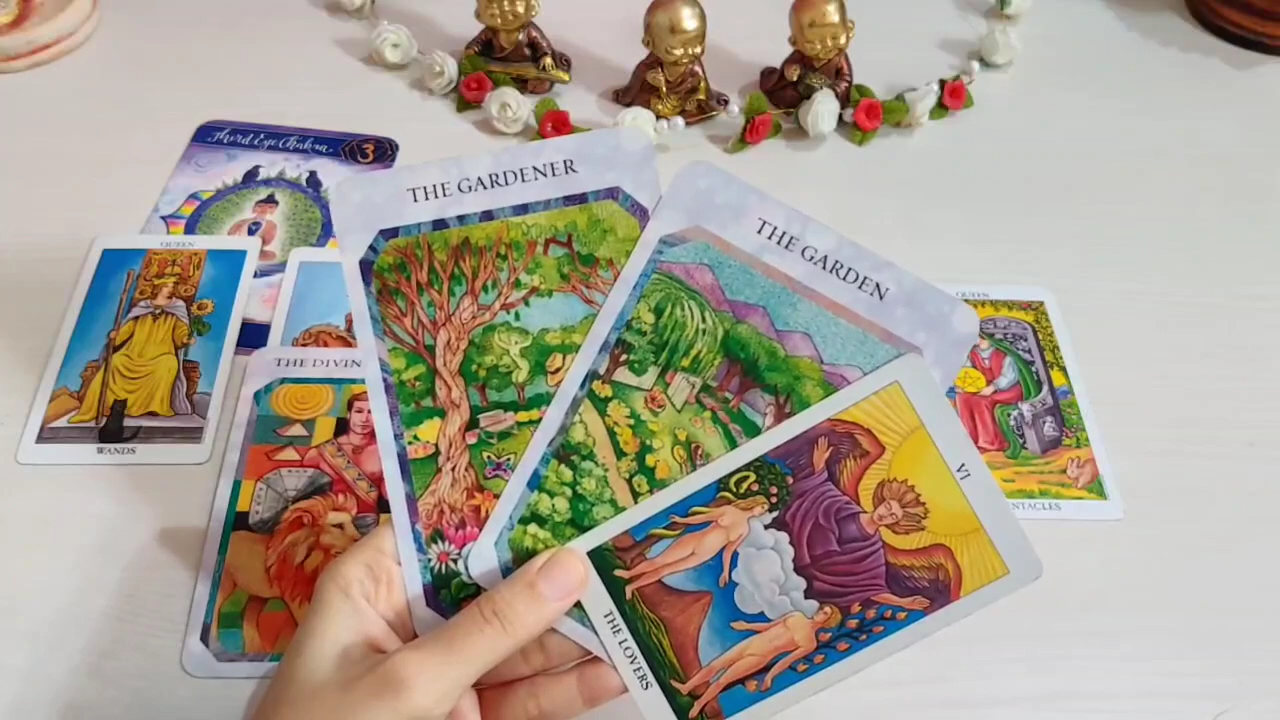 Third Eye Chakra
3
THE GARDENER
THE GARDEN
QUEEN
WANDS
THE DIVIN
QUEEN
NTACLES
VI
THE LOVERS